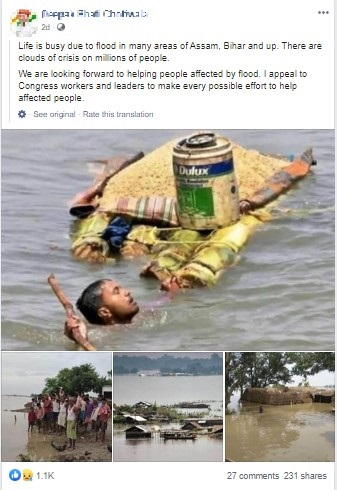 2d
Life is busy due to flood in many areas of Assam, Bihar and up. There are
clouds of crisis on millions of people.
We are looking forward to helping people affected by flood. I appeal to
Congress workers and leaders to make every possible effort to help
affected people.
· See original · Rate this translation
Dulux
1.1K
27 comments 231 shares